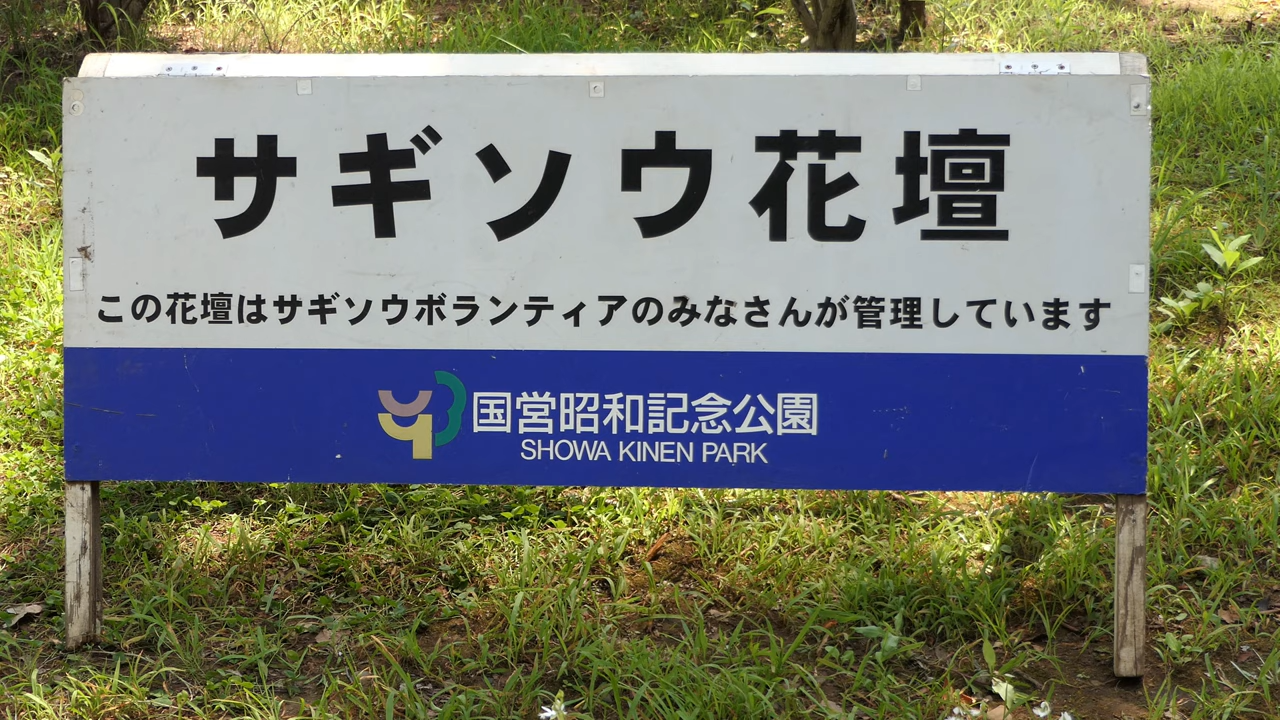 サギソウ花壇
この花壇はサギソウボランティアのみなさんが管理しています
国営昭和記念公園
SHOWA KINEN PARK